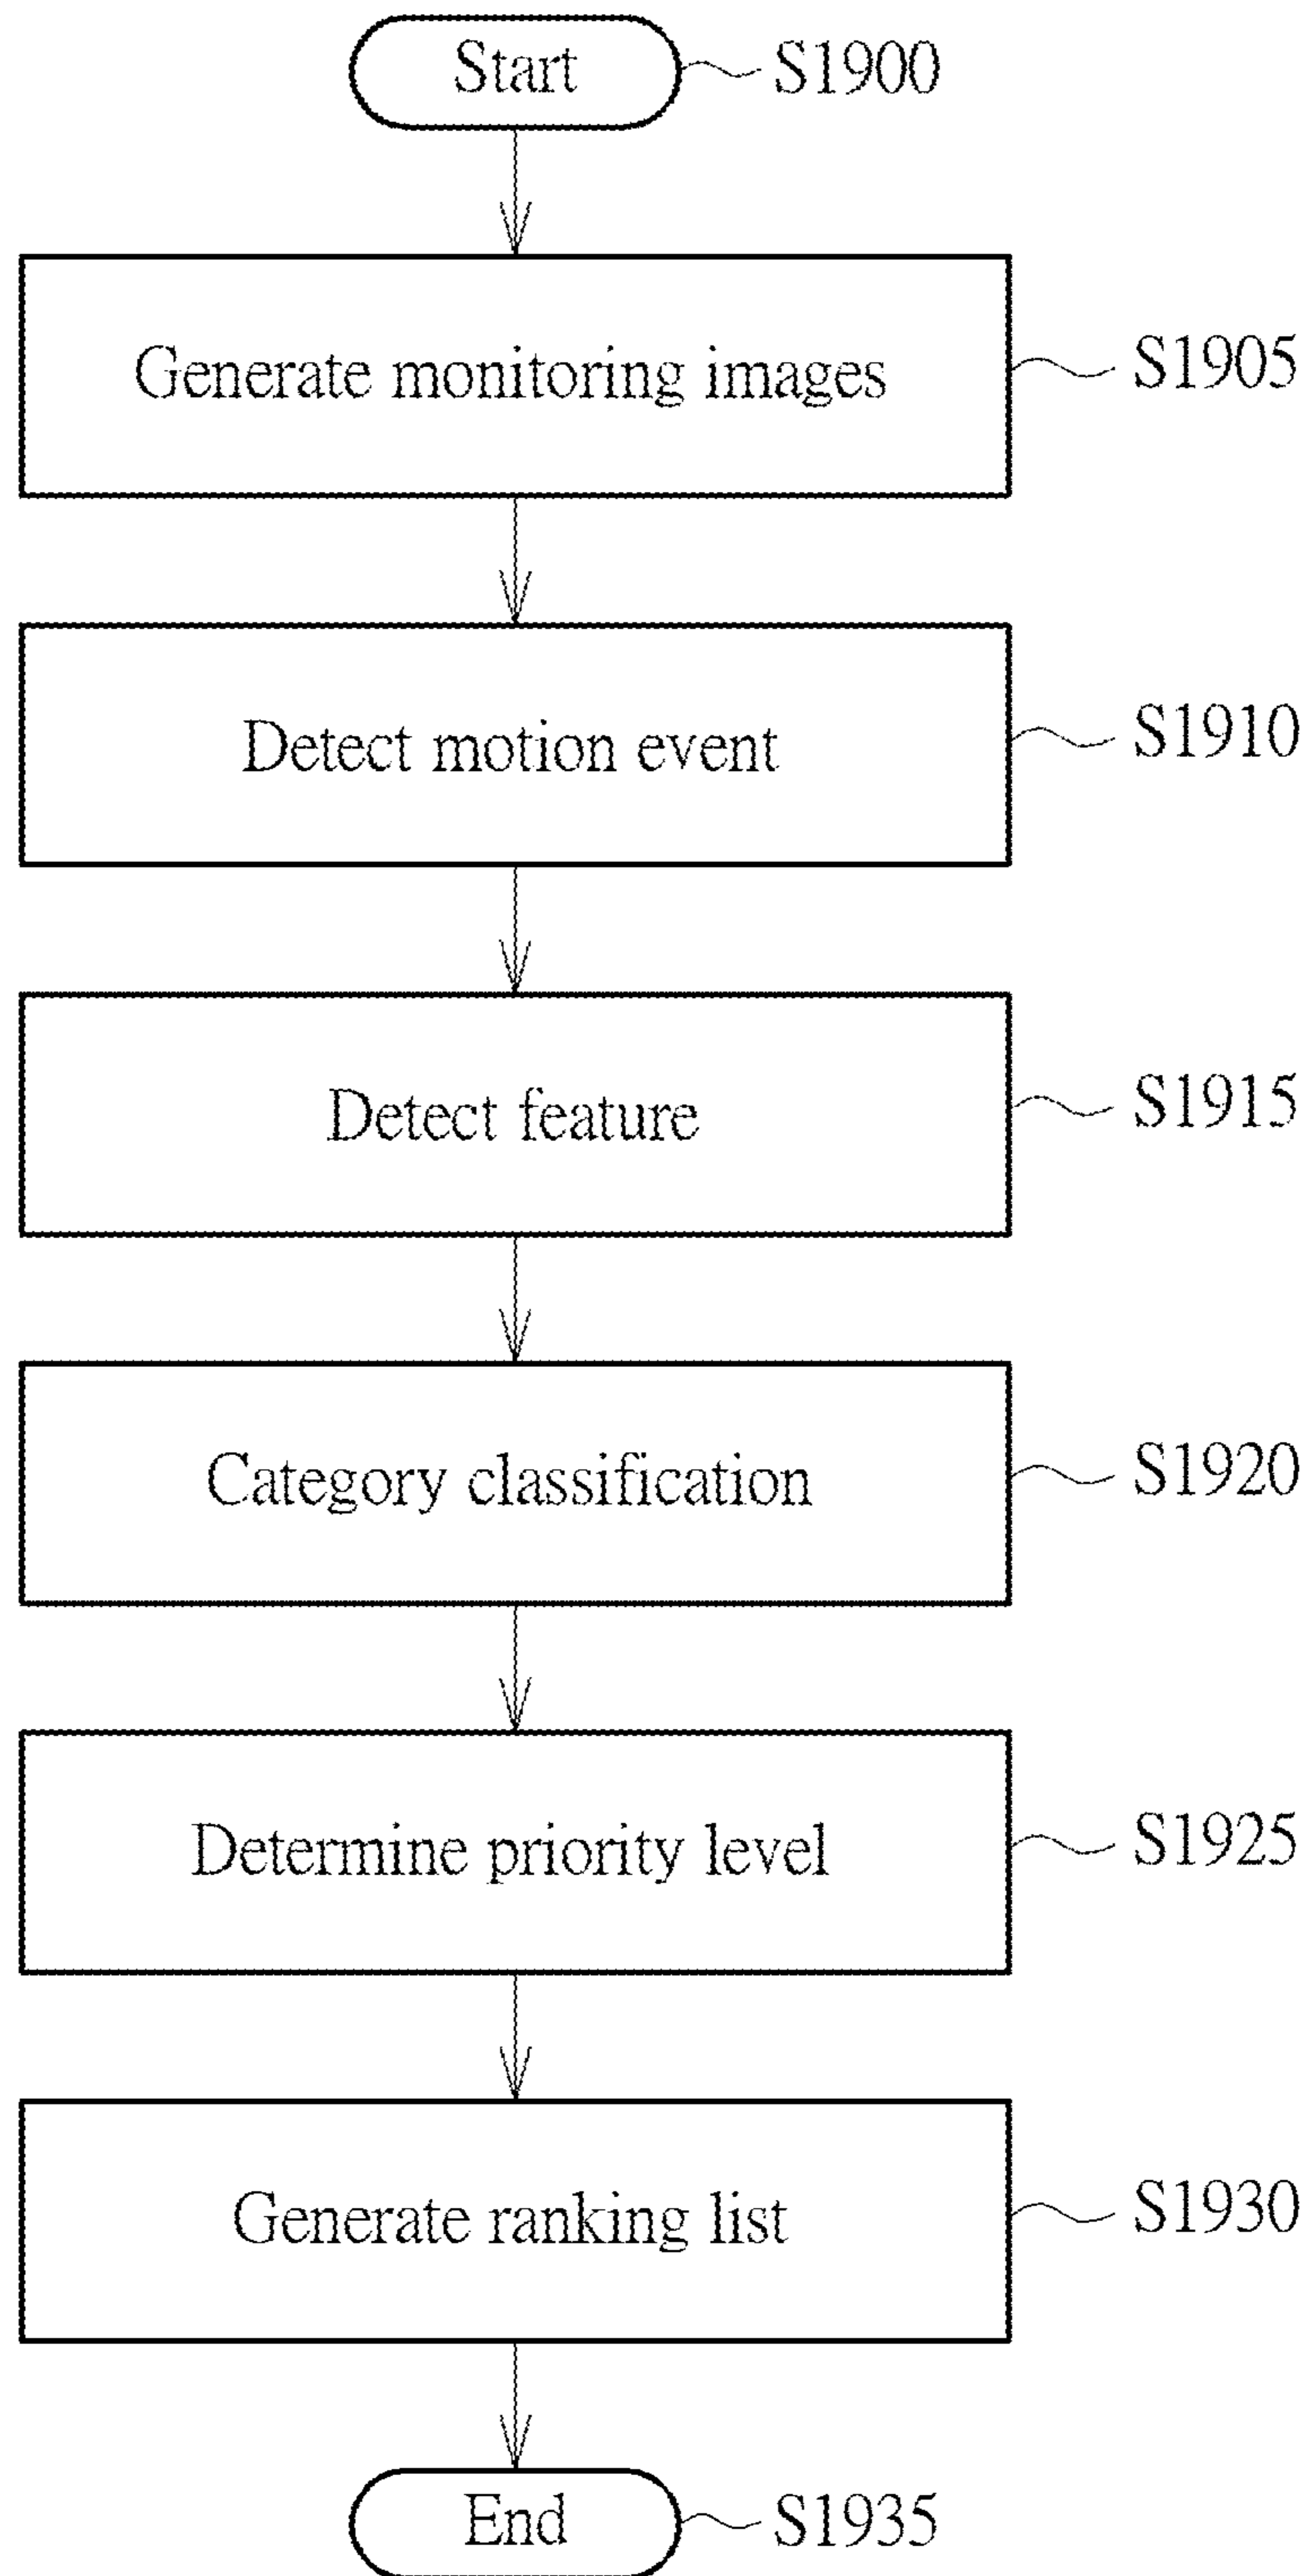 Start S1900
Generate monitoring images S1905
Detect motion event S1910
Detect feature S1915
Category classification S1920
Determine priority level S1925
Generate ranking list S1930
End S1935